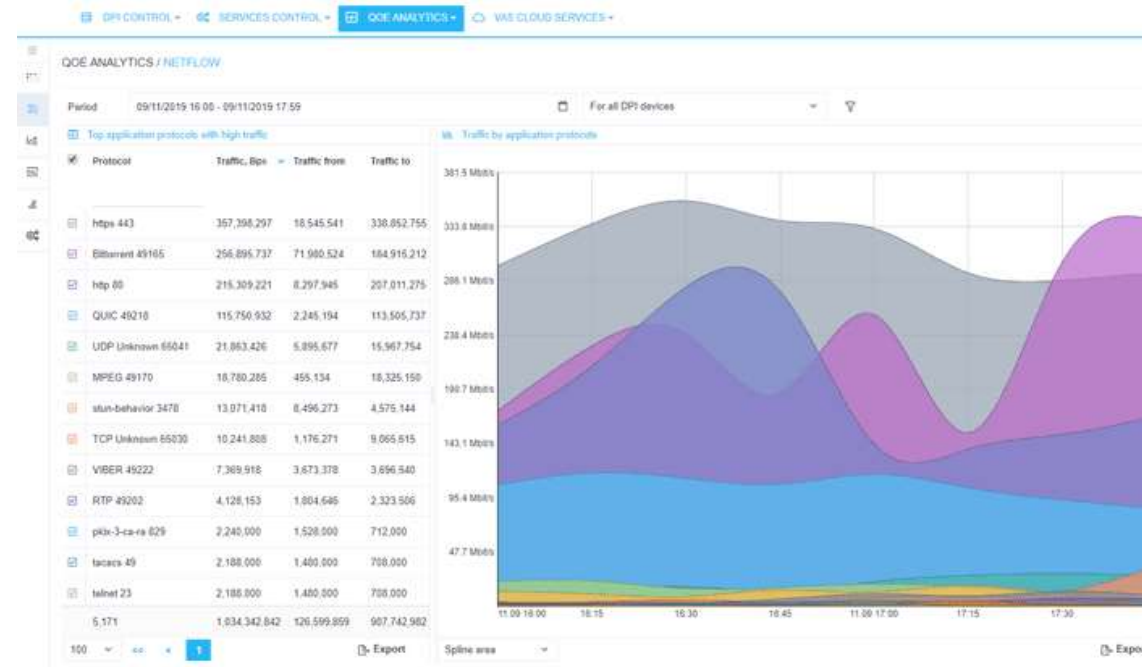 DPI CONTROL SERVICES CONTROL QOE ANALYTICS VAS CLOUD SERVICES
QOE ANALYTICS / NETFLOW
Period 09/11/2019 16:00 - 09/11/2019 17:59 For all DPI devices
Top application protocols with high traffic
Protocol Traffic, Bps Traffic from Traffic to
https 443 357,398,297 18,545,541 338,852,755
Bittorrent 49165 256,895,737 71,980,524 184,915,212
http 80 215,309,221 8,297,945 207,011,275
QUIC 49218 115,750,932 2,245,194 113,505,737
UDP Unknown 65041 21,863,426 5,895,677 15,967,754
MPEG 49170 18,780,285 455,134 18,325,150
stun-behavior 3478 13,071,418 8,496,273 4,575,144
TCP Unknown 65030 10,241,808 1,176,271 9,065,615
VIBER 49222 7,369,918 3,673,378 3,696,540
RTP 49202 4,128,153 1,804,646 2,323,506
pkix-3-ca-ra 829 2,240,000 1,528,000 712,000
tacacs 49 2,188,000 1,480,000 708,000
telnet 23 2,188,000 1,480,000 708,000
5,171 1,034,342,842 126,599,859 907,742,982
100 << < 1 Export
Traffic by application protocols
381.5 Mbit/s
333.8 Mbit/s
286.1 Mbit/s
238.4 Mbit/s
190.7 Mbit/s
143.1 Mbit/s
95.4 Mbit/s
47.7 Mbit/s
11.09 16:00 16:15 16:30 16:45 11.09 17:00 17:15 17:30
Spline area Expor